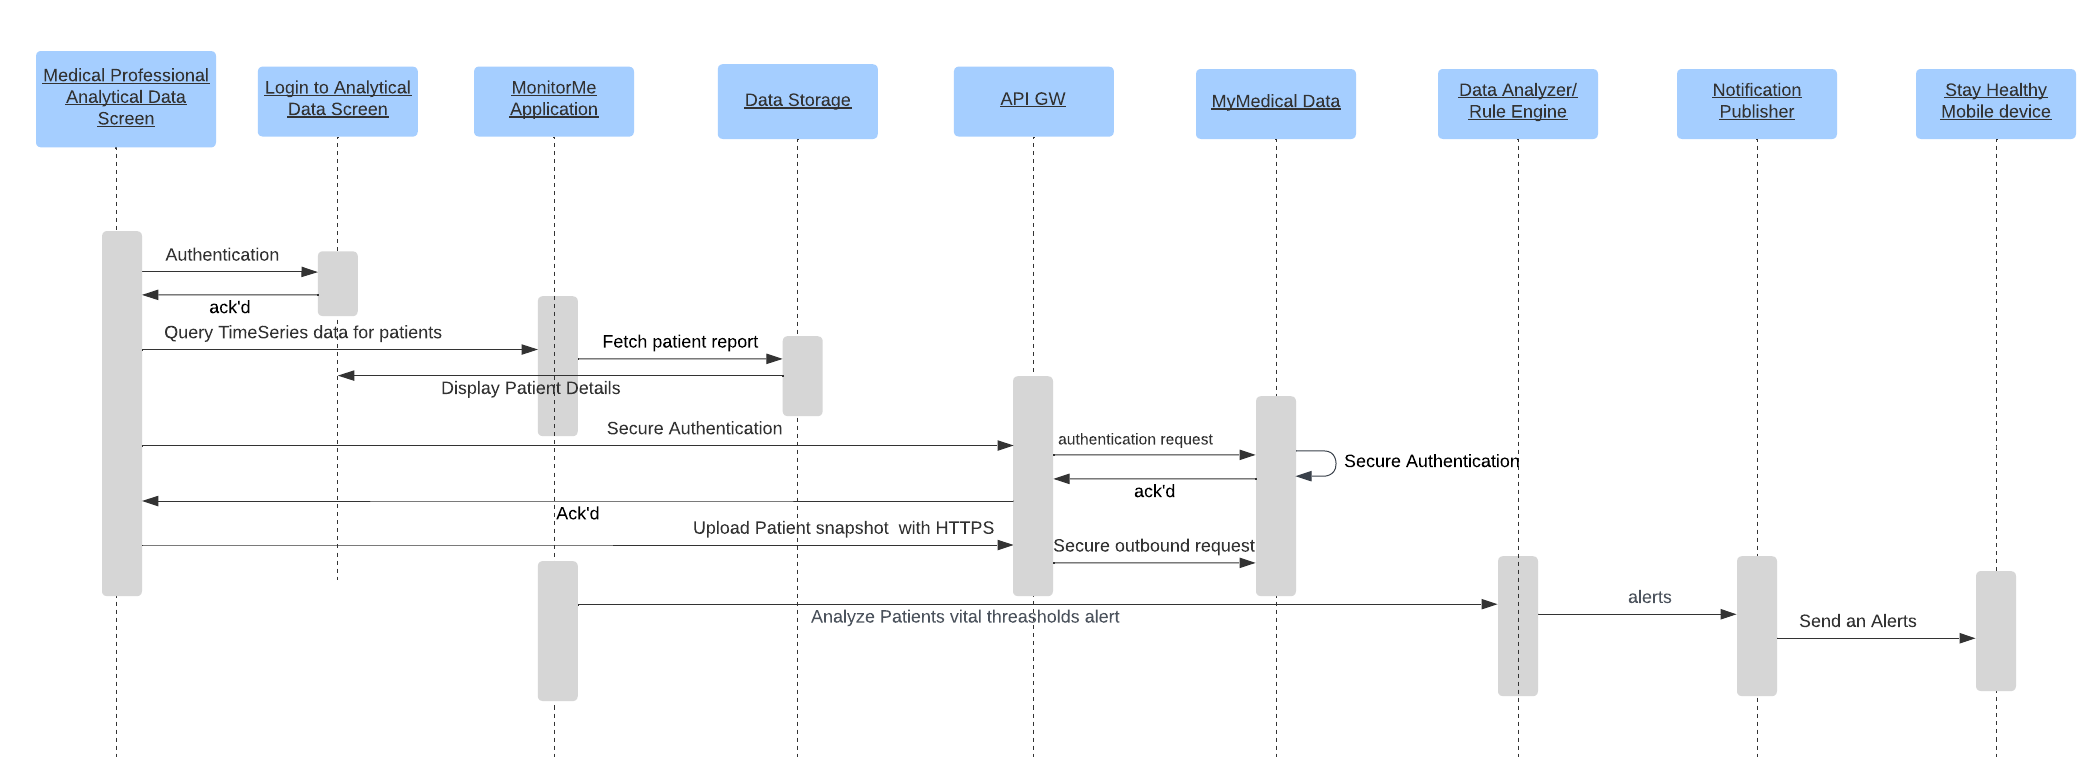 Medical Professional
Analytical Data
Screen
Login to Analytical
Data Screen
MonitorMe
Application
Data Storage
API GW
MyMedical Data
Data Analyzer/
Rule Engine
Notification
Publisher
Stay Healthy
Mobile device
Authentication
ack'd
Query TimeSeries data for patients
Fetch patient report
Display Patient Details
Secure Authentication
authentication request
Secure Authentication
ack'd
Ack'd
Upload Patient snapshot  with HTTPS
Secure outbound request
Analyze Patients vital threasholds alert
alerts
Send an Alerts